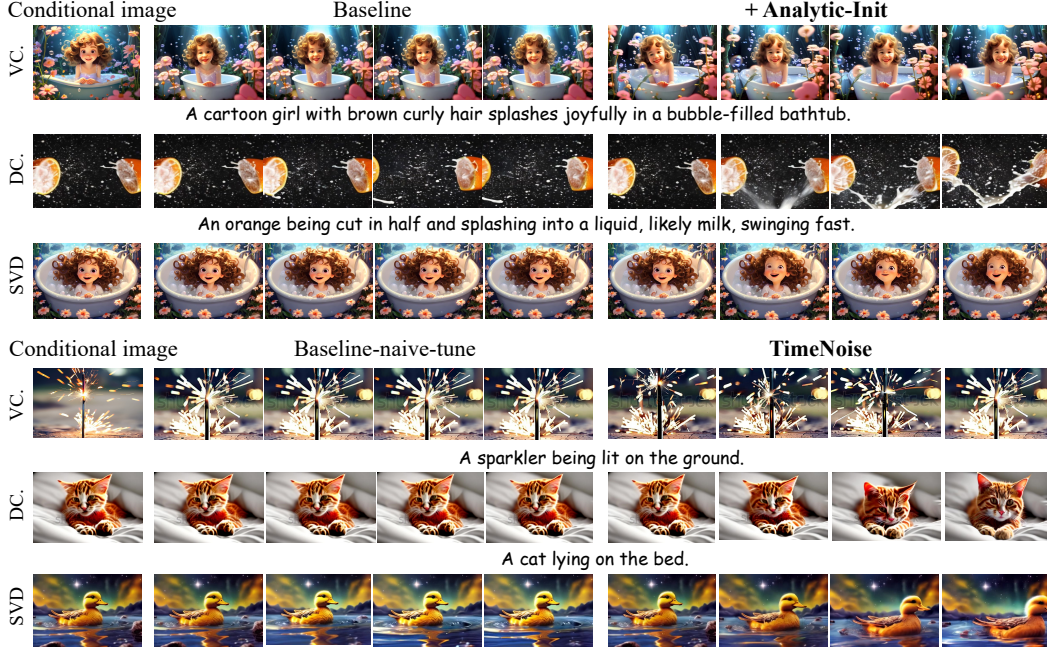 Conditional image Baseline + Analytic-Init
VC.
A cartoon girl with brown curly hair splashes joyfully in a bubble-filled bathtub.
DC.
An orange being cut in half and splashing into a liquid, likely milk, swinging fast.
SVD
Conditional image Baseline-naive-tune TimeNoise
VC.
A sparkler being lit on the ground.
DC.
A cat lying on the bed.
SVD